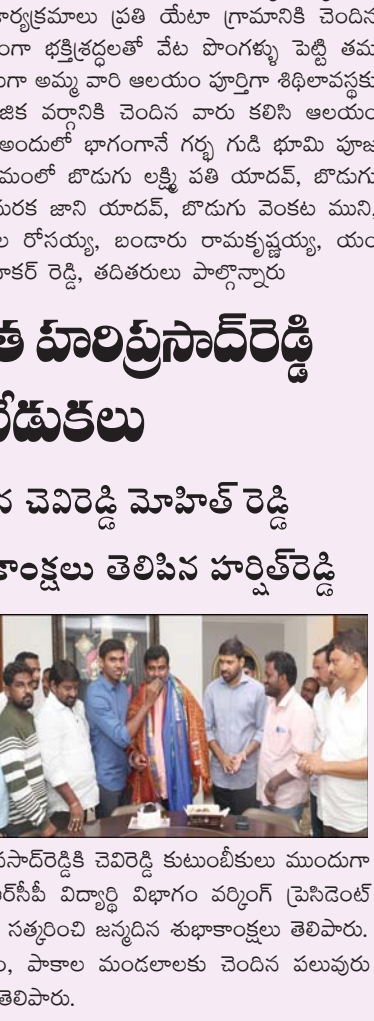 ార్యక్రమాలు ప్రతి యేటా గ్రామానికి చెందిన
ంగా భక్తిశ్రద్ధలతో వేట పొంగళ్ళు పెట్టి తమ
ుగా అమ్మ వారి ఆలయం పూర్తిగా శిథిలావస్థకు
జిక వర్గానికి చెందిన వారు కలిసి ఆలయం
అందులో భాగంగానే గర్భ గుడి భూమి పూజ
మంలో బొడుగు లక్ష్మి పతి యాదవ్, బొడుగు
మరక జాని యాదవ్, బొడుగు వెంకట ముని,
ల రోసయ్య, బండారు రామకృష్ణయ్య, యం
ాకర్ రెడ్డి, తదితరులు పాల్గొన్నారు
త హరిప్రసాద్‌రెడ్డి
వేడుకలు
న చెవిరెడ్డి మోహిత్ రెడ్డి
కాంక్షలు తెలిపిన హర్షిత్‌రెడ్డి
సాద్‌రెడ్డికి చెవిరెడ్డి కుటుంబీకులు ముందుగా
ర్‌సీపీ విద్యార్థి విభాగం వర్కింగ్ ప్రెసిడెంట్
సత్కరించి జన్మదిన శుభాకాంక్షలు తెలిపారు.
ం, పాకాల మండలాలకు చెందిన పలువురు
తెలిపారు.